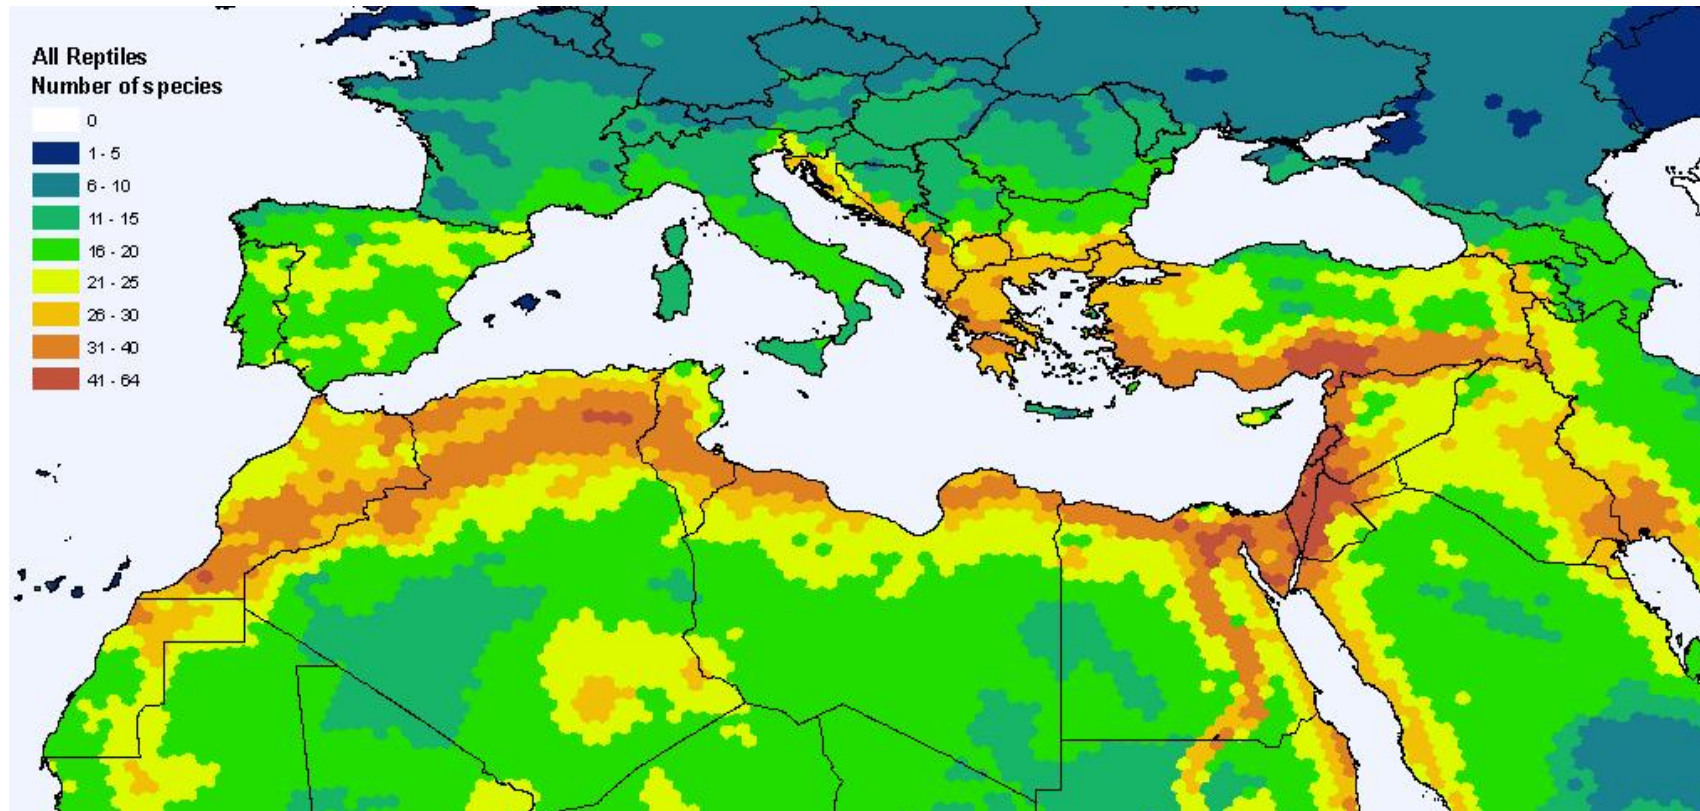 All Reptiles
Number of species
0
1 - 5
6 - 10
11 - 15
16 - 20
21 - 25
26 - 30
31 - 40
41 - 64